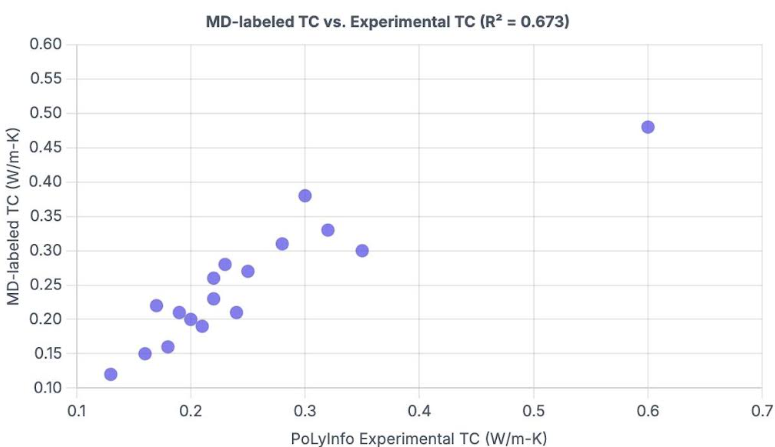 MD-labeled TC vs. Experimental TC (R² = 0.673)
MD-labeled TC (W/m-K)
0.60
0.55
0.50
0.45
0.40
0.35
0.30
0.25
0.20
0.15
0.10
0.1 0.2 0.3 0.4 0.5 0.6 0.7
PoLyInfo Experimental TC (W/m-K)